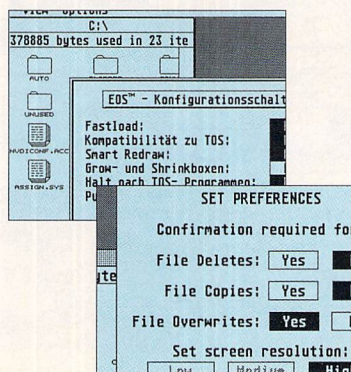 VIEW Options
C:\
378885 bytes used in 23 ite
AUTO
UNUSED
NVDICONF.ACC
ASSIGN.SYS
EOS™ - Konfigurationsschalt
Fastload:
Kompatibilität zu TOS:
Smart Redraw:
Grow- und Shrinkboxen:
Halt nach TOS- Programmen:
Pu
yte
SET PREFERENCES
Confirmation required fo
File Deletes: Yes
File Copies: Yes
File Overwrites: Yes
Set screen resolution:
Low Medium High